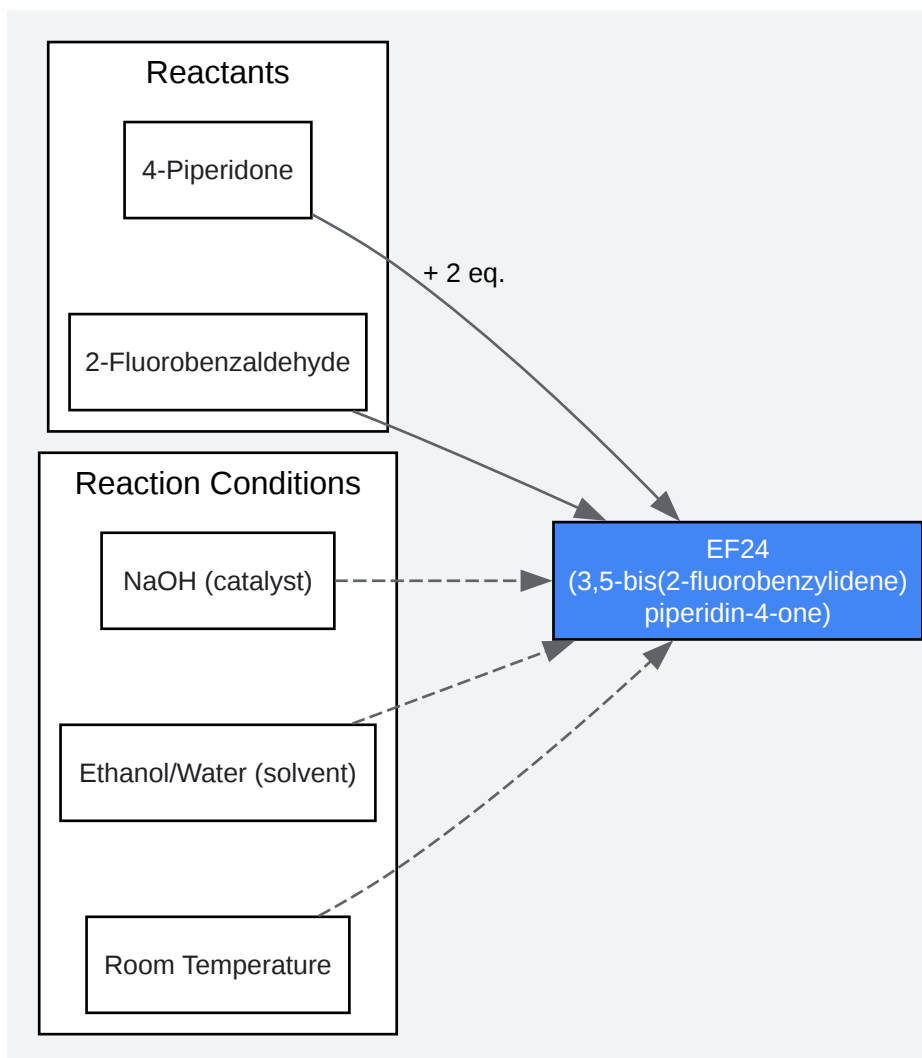 Reactants
4-Piperidone
+ 2 eq.
2-Fluorobenzaldehyde
Reaction Conditions
NaOH (catalyst)
EF24
(3,5-bis(2-fluorobenzylidene)
piperidin-4-one)
Ethanol/Water (solvent)
Room Temperature